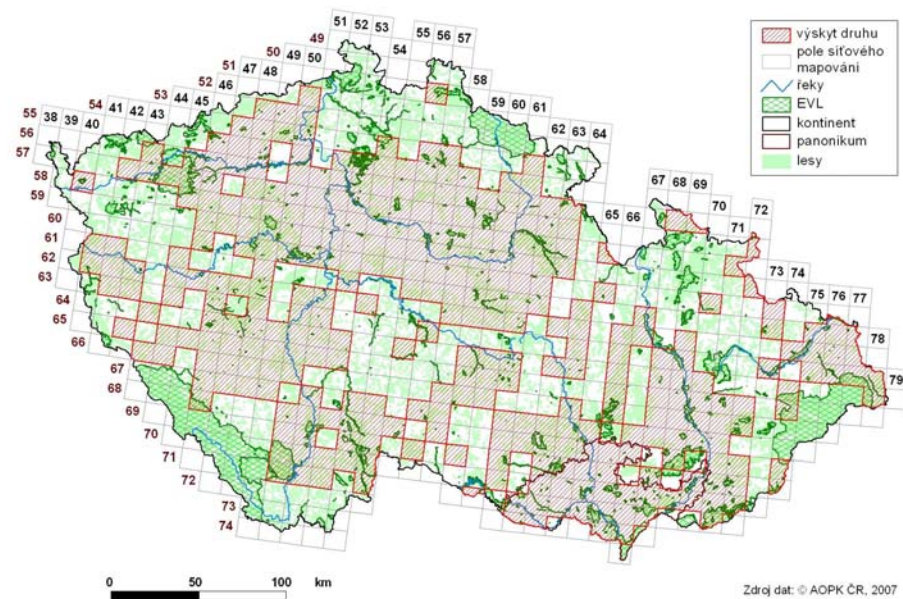 51 52 53
54
55 56 57
58
59 60 61
62 63 64
49
50 49 50
51 47 48
52 46
53 44 45
54 41 42 43
55 38 39 40
56
57
58
59
60
61
62
63
64
65
66
67
68
69
70
71
72
73
74
65 66
67 68 69
70
71
72
73 74
75 76 77
78
79
výskyt druhu
pole síťového
mapování
řeky
EVL
kontinent
panonikum
lesy
0 50 100 km
Zdroj dat: © AOPK ČR, 2007